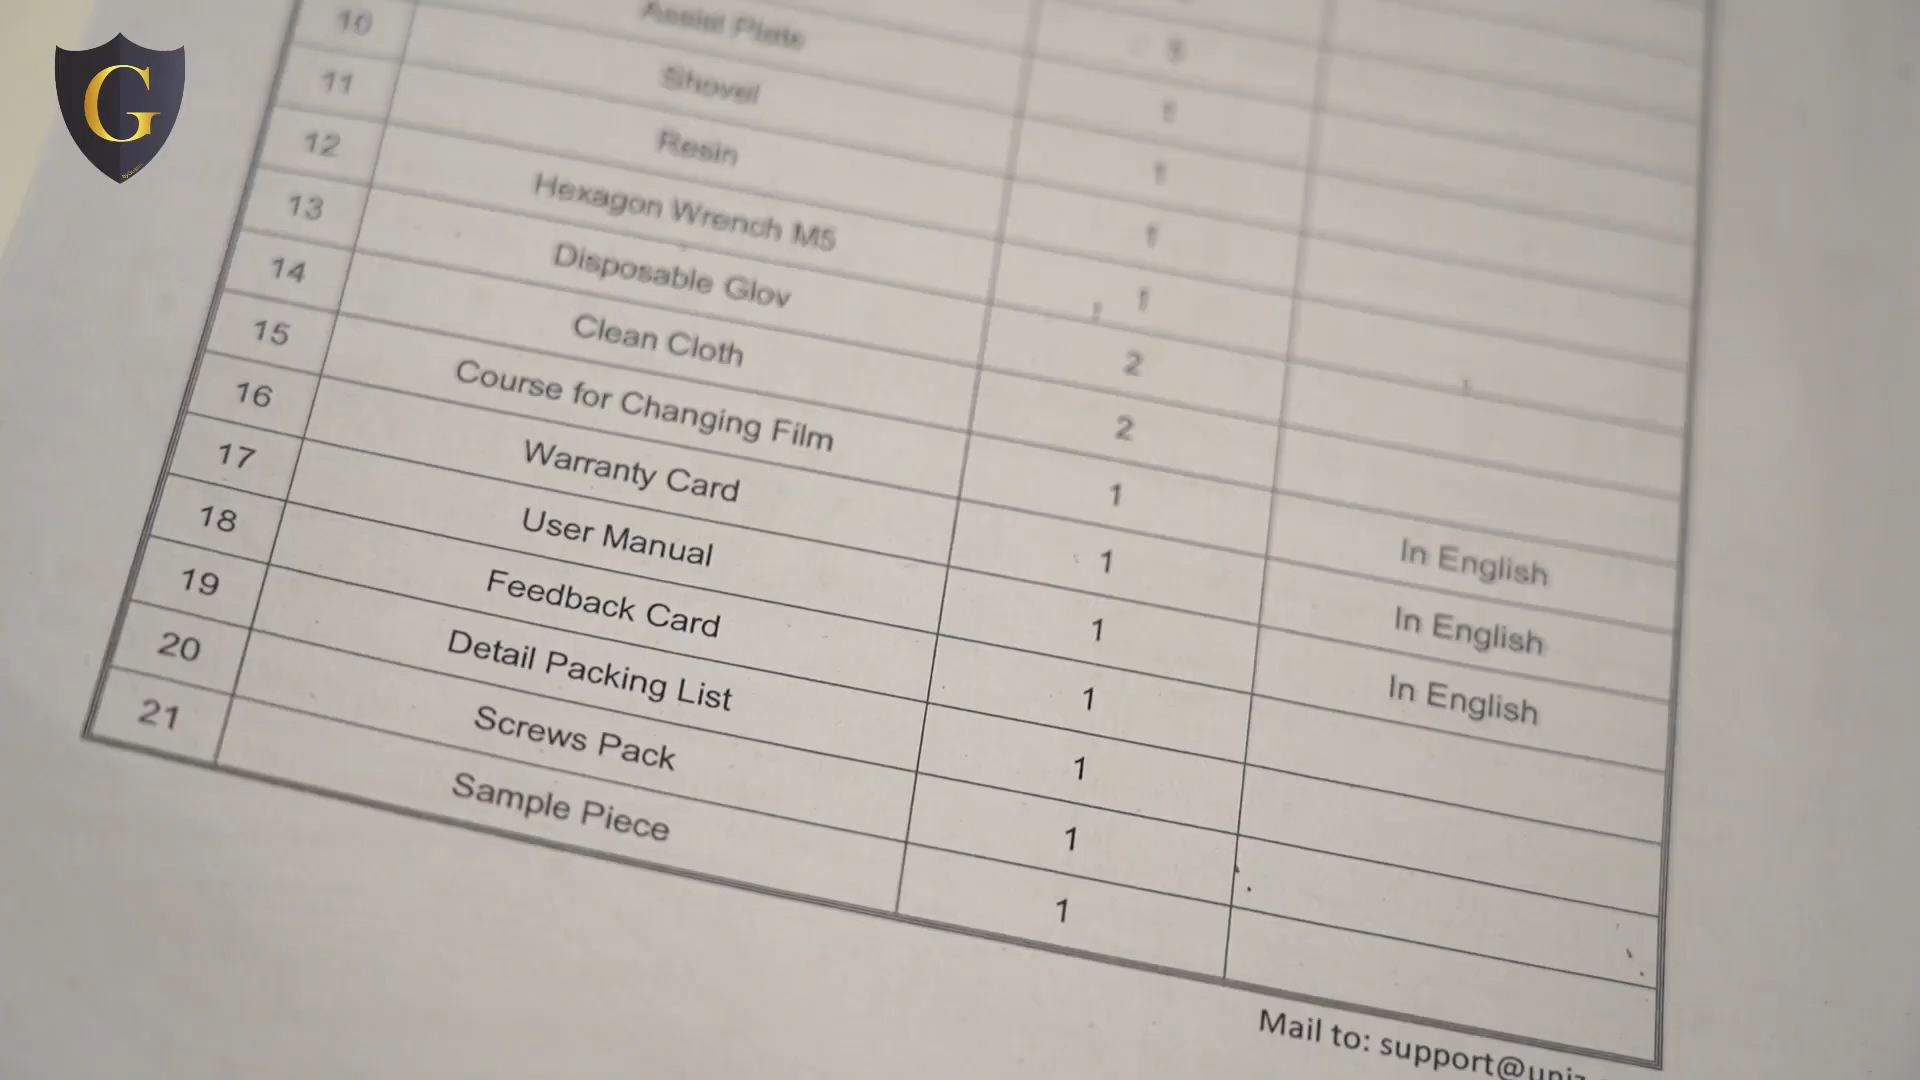 G
Assist Plate 1
10 Shovel 1
11 Resin 1
12 Hexagon Wrench M5 1
13 Disposable Glov 2
14 Clean Cloth 2
15 Course for Changing Film 1 In English
16 Warranty Card 1 In English
17 User Manual 1 In English
18 Feedback Card 1
19 Detail Packing List 1
20 Screws Pack 1
21 Sample Piece 1
Mail to: support@uniz